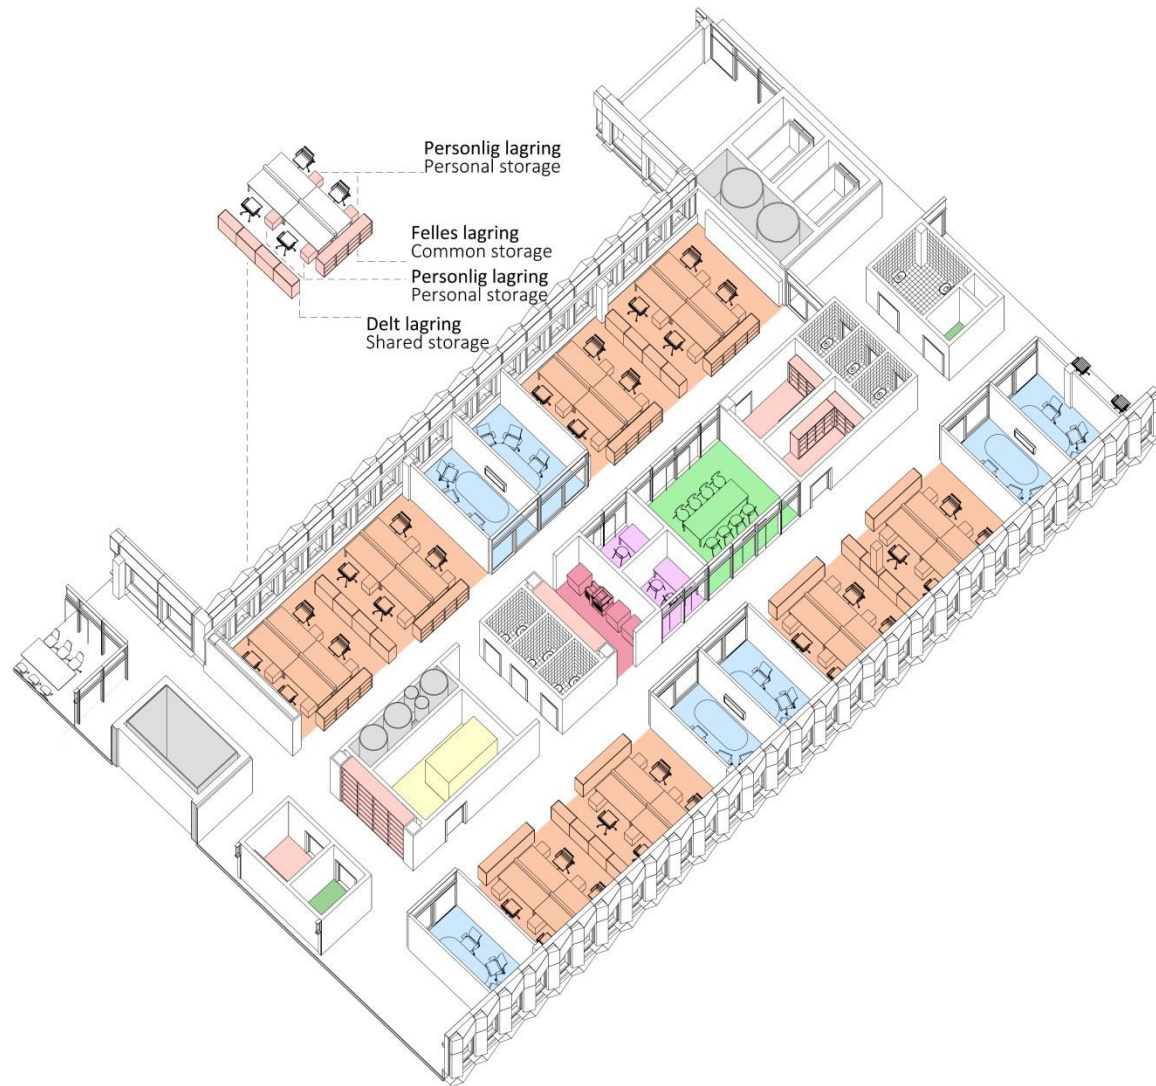 Personlig lagring
Personal storage
Felles lagring
Common storage
Personlig lagring
Personal storage
Delt lagring
Shared storage